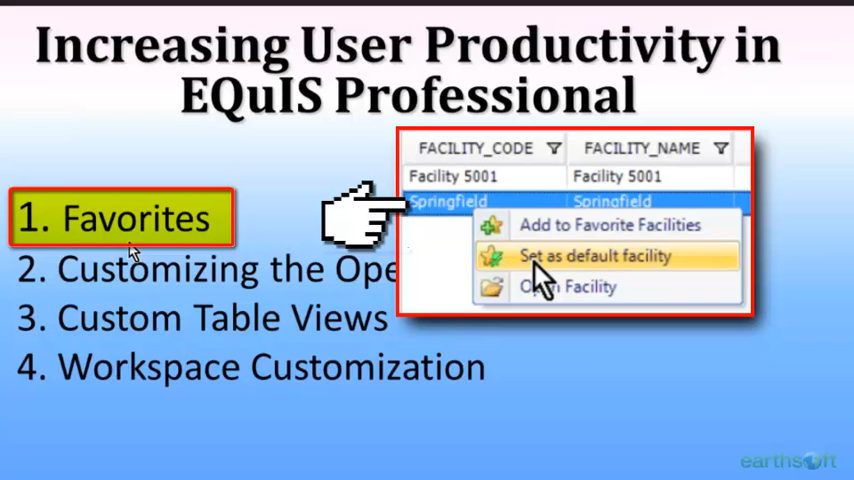 Increasing User Productivity in
EQuIS Professional
FACILITY_CODE FACILITY_NAME
Facility 5001 Facility 5001
Springfield Springfield
Add to Favorite Facilities
Set as default facility
Facility
1. Favorites
2. Customizing the
3. Custom Table Views
4. Workspace Customization
earthsoft